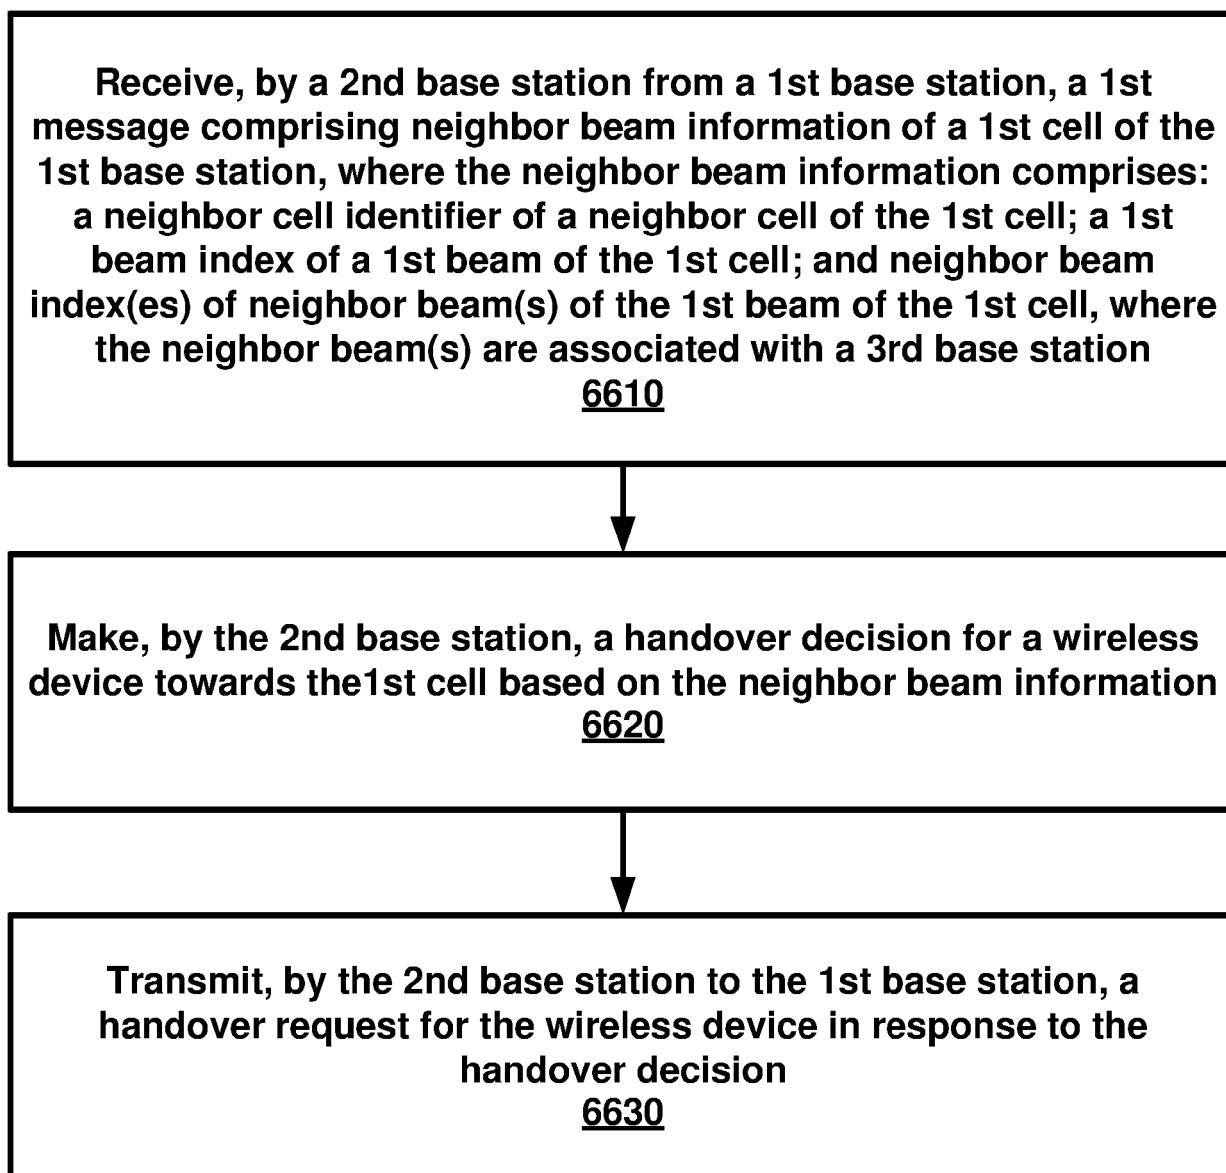 Receive, by a 2nd base station from a 1st base station, a 1st
message comprising neighbor beam information of a 1st cell of the
1st base station, where the neighbor beam information comprises:
a neighbor cell identifier of a neighbor cell of the 1st cell; a 1st
beam index of a 1st beam of the 1st cell; and neighbor beam
index(es) of neighbor beam(s) of the 1st beam of the 1st cell, where
the neighbor beam(s) are associated with a 3rd base station
6610
Make, by the 2nd base station, a handover decision for a wireless
device towards the1st cell based on the neighbor beam information
6620
Transmit, by the 2nd base station to the 1st base station, a
handover request for the wireless device in response to the
handover decision
6630